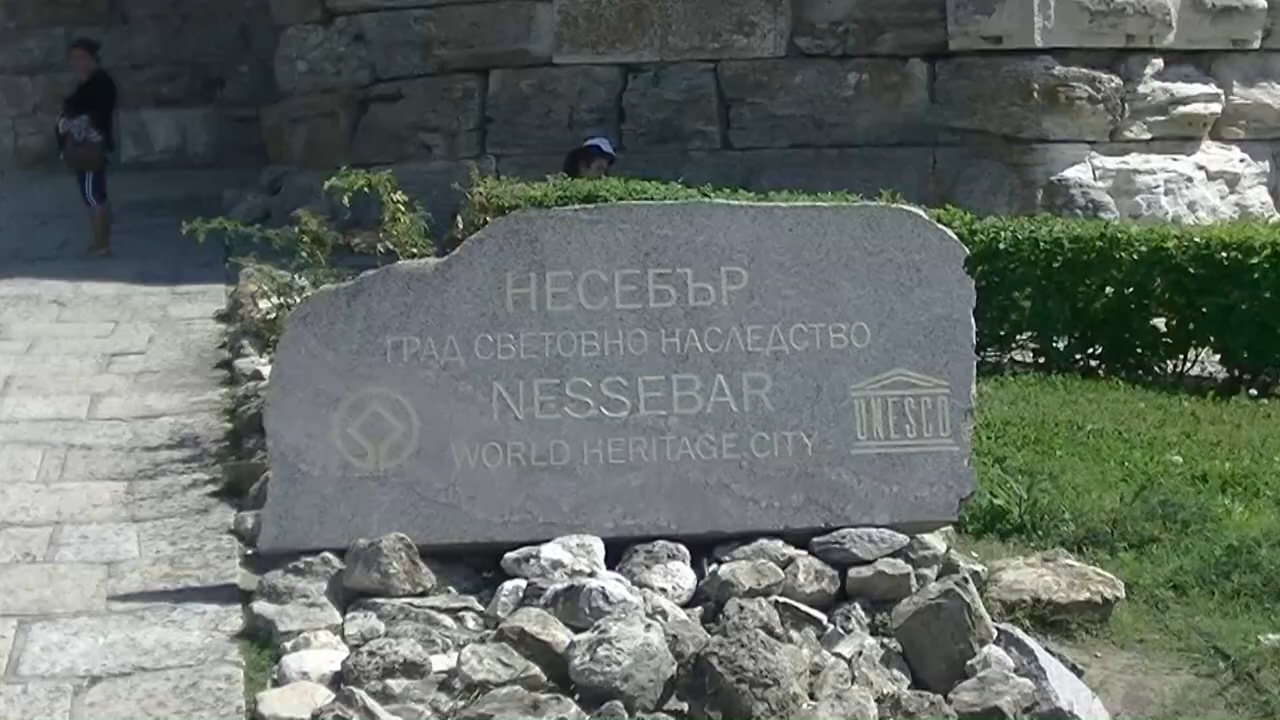 НЕСЕБЪР
ГРАД СВЕТОВНО НАСЛЕДСТВО
NESSEBAR
WORLD HERITAGE CITY
UNESCO